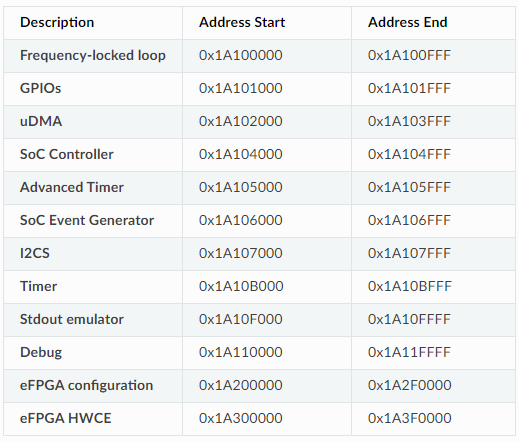 Description Address Start Address End
Frequency-locked loop 0x1A100000 0x1A100FFF
GPIOs 0x1A101000 0x1A101FFF
uDMA 0x1A102000 0x1A103FFF
SoC Controller 0x1A104000 0x1A104FFF
Advanced Timer 0x1A105000 0x1A105FFF
SoC Event Generator 0x1A106000 0x1A106FFF
I2CS 0x1A107000 0x1A107FFF
Timer 0x1A10B000 0x1A10BFFF
Stdout emulator 0x1A10F000 0x1A10FFFF
Debug 0x1A110000 0x1A11FFFF
eFPGA configuration 0x1A200000 0x1A2F0000
eFPGA HWCE 0x1A300000 0x1A3F0000